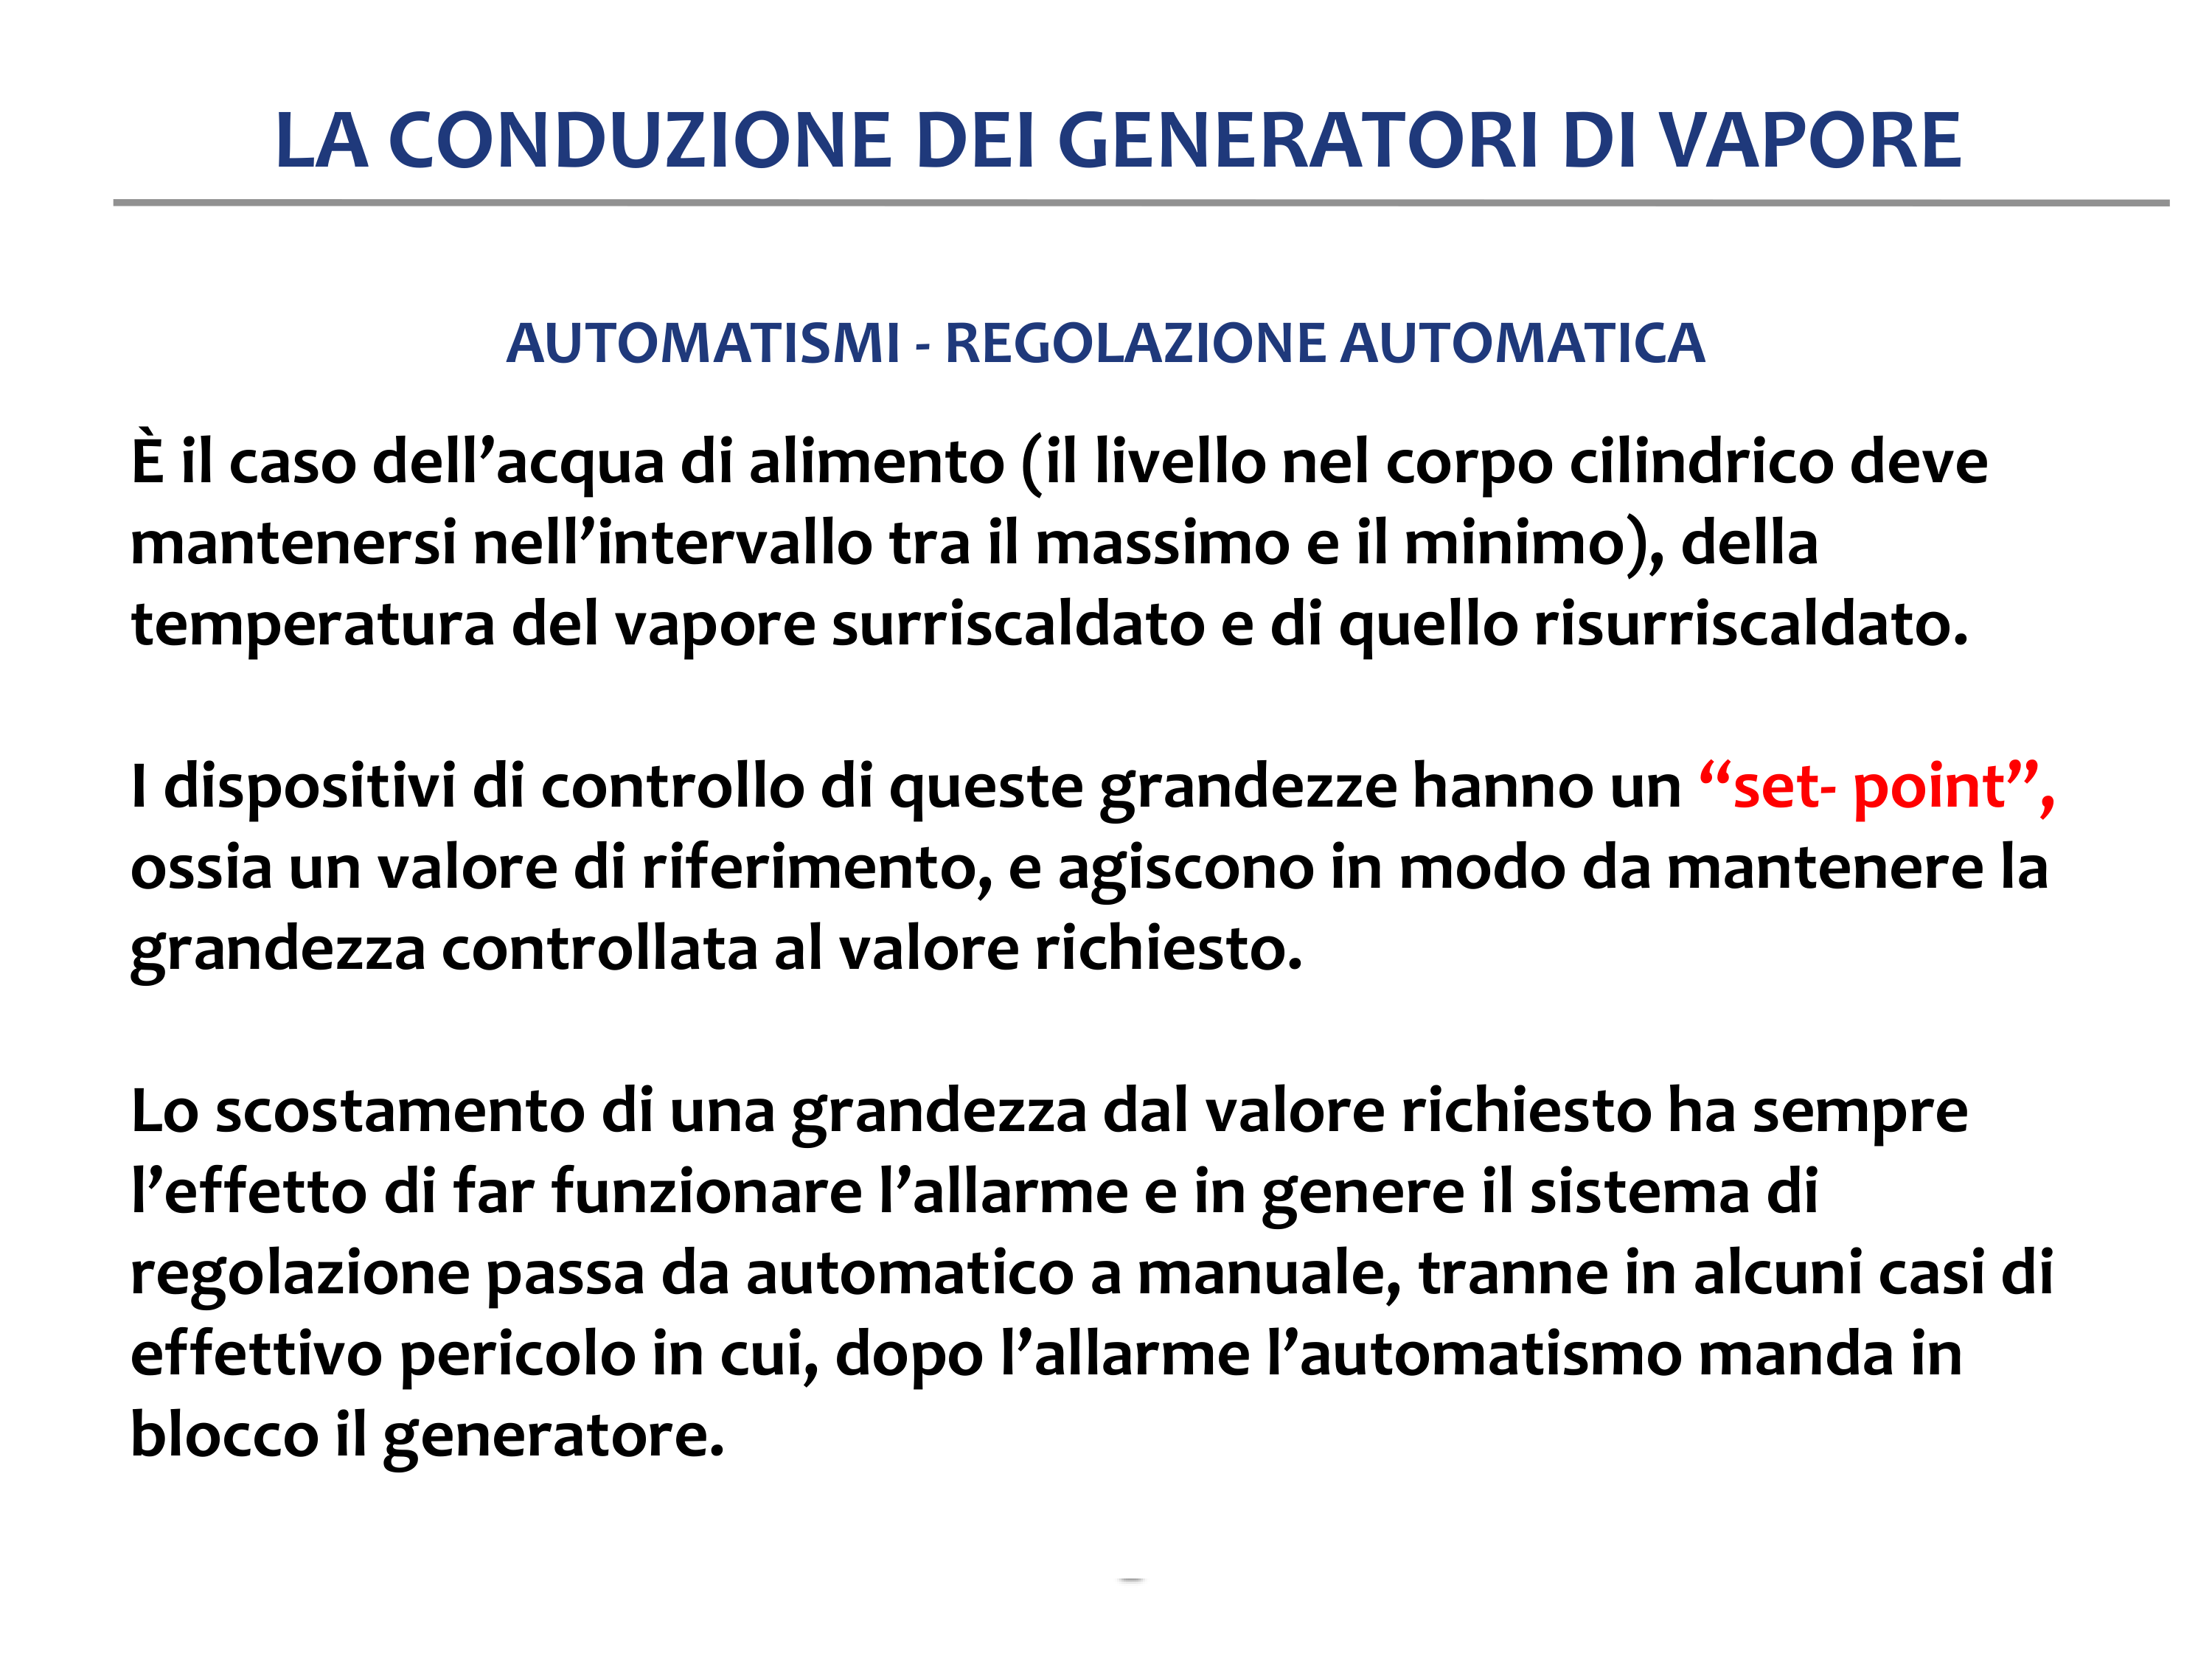 LA CONDUZIONE DEI GENERATORI DI VAPORE
AUTOMATISMI - REGOLAZIONE AUTOMATICA
È il caso dell’acqua di alimento (il livello nel corpo cilindrico deve
mantenersi nell’intervallo tra il massimo e il minimo), della
temperatura del vapore surriscaldato e di quello risurriscaldato.
I dispositivi di controllo di queste grandezze hanno un “set- point”,
ossia un valore di riferimento, e agiscono in modo da mantenere la
grandezza controllata al valore richiesto.
Lo scostamento di una grandezza dal valore richiesto ha sempre
l’effetto di far funzionare l’allarme e in genere il sistema di
regolazione passa da automatico a manuale, tranne in alcuni casi di
effettivo pericolo in cui, dopo l’allarme l’automatismo manda in
blocco il generatore.